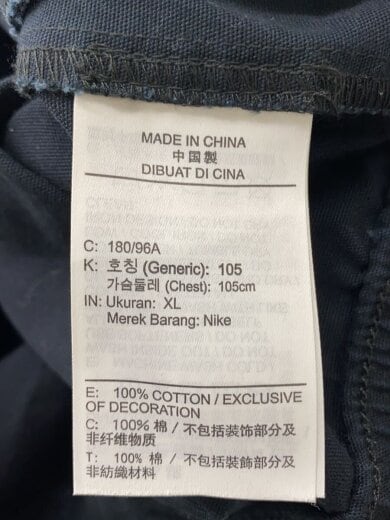 MADE IN CHINA
中国製
DIBUAT DI CINA
C: 180/96A
K: 호칭 (Generic): 105
가슴둘레 (Chest): 105cm
IN: Ukuran: XL
Merek Barang: Nike
E: 100% COTTON / EXCLUSIVE
OF DECORATION
C: 100% 棉 / 不包括装饰部分及
非纤维物质
T: 100% 棉 / 不包括裝飾部分及
非紡織材料